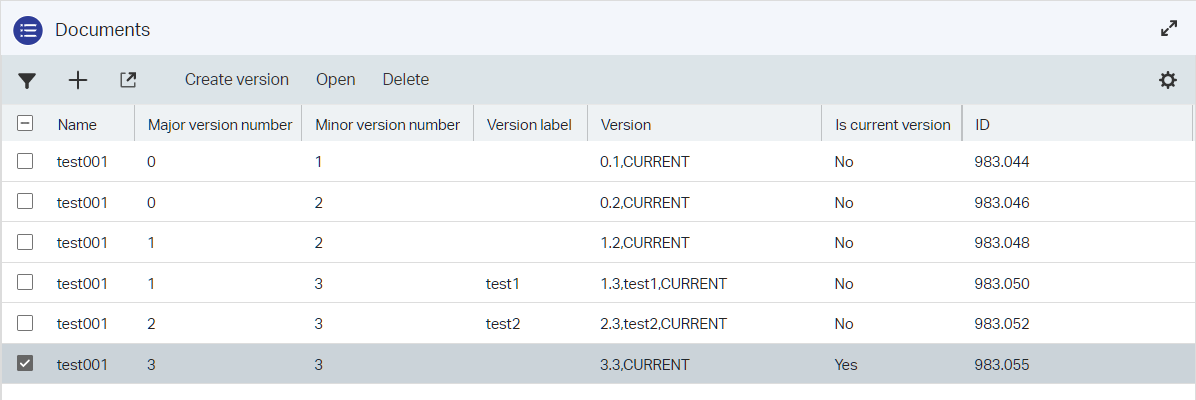 Documents
Create version Open Delete
Name Major version number Minor version number Version label Version Is current version ID
test001 0 1 0.1,CURRENT No 983.044
test001 0 2 0.2,CURRENT No 983.046
test001 1 2 1.2,CURRENT No 983.048
test001 1 3 test1 1.3,test1,CURRENT No 983.050
test001 2 3 test2 2.3,test2,CURRENT No 983.052
test001 3 3 3.3,CURRENT Yes 983.055